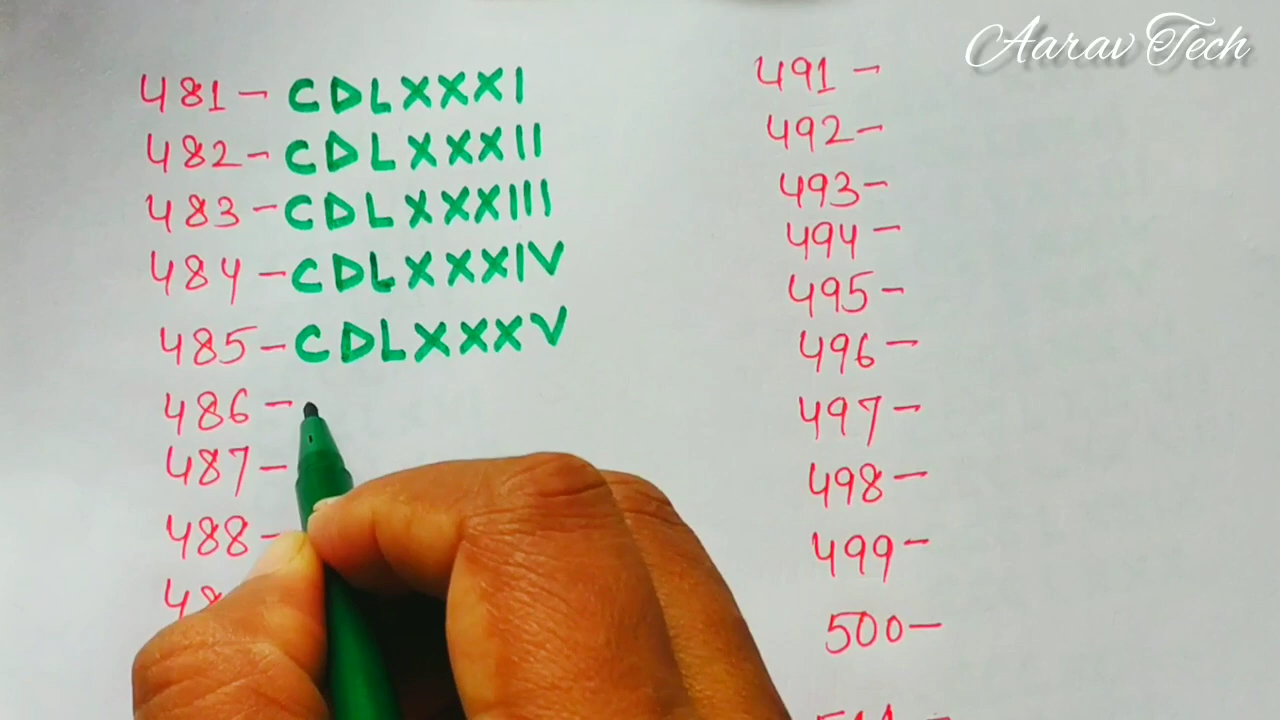 Aarav Tech
481 - CDLXXXI
482 - CDLXXXII
483 - CDLXXXIII
484 - CDLXXXIV
485 - CDLXXXV
486 -
487 -
488 -
491 -
492 -
493 -
494 -
495 -
496 -
497 -
498 -
499 -
500 -